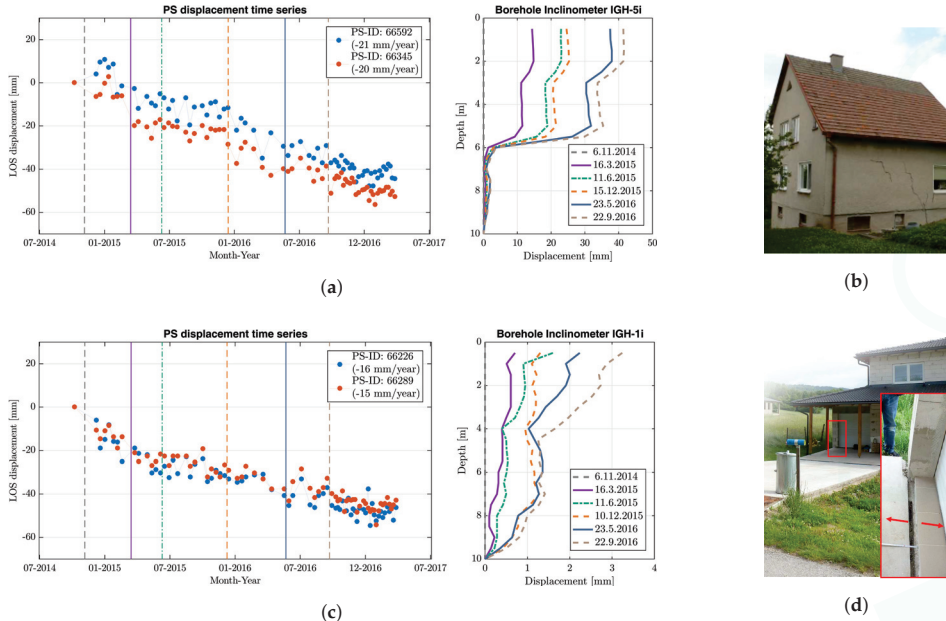 PS displacement time series
PS-ID: 66592
(-21 mm/year)
PS-ID: 66345
(-20 mm/year)
LOS displacement [mm]
20
0
-20
-40
-60
07-2014
01-2015
07-2015
01-2016
07-2016
12-2016
07-2017
Month-Year
(a)
Borehole Inclinometer IGH-5i
Depth [m]
0
2
4
6
8
10
6.11.2014
16.3.2015
11.6.2015
15.12.2015
23.5.2016
22.9.2016
0
10
20
30
40
50
Displacement [mm]
(b)
PS displacement time series
PS-ID: 66226
(-16 mm/year)
PS-ID: 66289
(-15 mm/year)
LOS displacement [mm]
20
0
-20
-40
-60
07-2014
01-2015
07-2015
01-2016
07-2016
12-2016
07-2017
Month-Year
(c)
Borehole Inclinometer IGH-1i
Depth [m]
0
2
4
6
8
10
6.11.2014
16.3.2015
11.6.2015
10.12.2015
23.5.2016
22.9.2016
0
1
2
3
4
Displacement [mm]
(d)